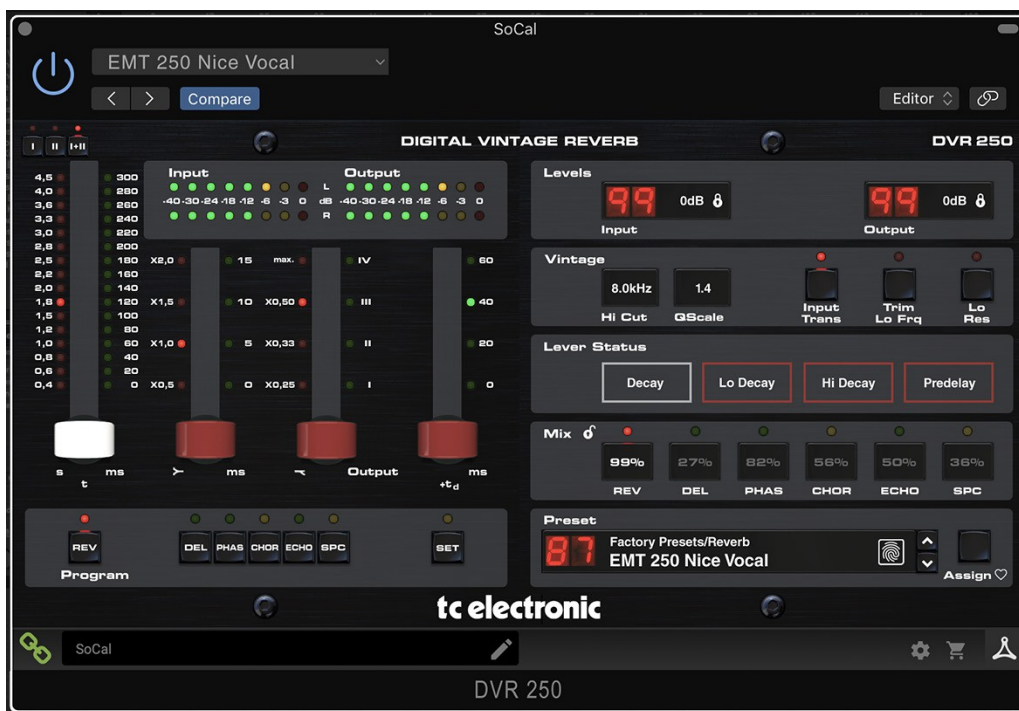 SoCal
EMT 250 Nice Vocal
Compare
Editor
I II I+II
DIGITAL VINTAGE REVERB
DVR 250
4,5 300
4,0 280
3,6 260
3,3 240
3,0 220
2,8 200
2,5 180
2,2 160
2,0 140
1,8 120
1,5 100
1,2 80
1,0 60
0,8 40
0,6 20
0,4 0
s ms
t
Input Output
L
-40 -30 -24 -18 -12 -6 -3 0 dB -40 -30 -24 -18 -12 -6 -3 0
R
X2,0 15 max. IV 60
X1,5 10 X0,50 III 40
X1,0 5 X0,33 II 20
X0,5 0 X0,25 I 0
ms Output ms
+td
REV DEL PHAS CHOR ECHO SPC SET
Program
Levels
99 0dB 99 0dB
Input Output
Vintage
8.0kHz 1.4
Hi Cut QScale Input Trans Trim Lo Frq Lo Res
Lever Status
Decay Lo Decay Hi Decay Predelay
Mix
99% 27% 82% 56% 50% 36%
REV DEL PHAS CHOR ECHO SPC
Preset
87 Factory Presets/Reverb
EMT 250 Nice Vocal
Assign
tc electronic
SoCal
DVR 250